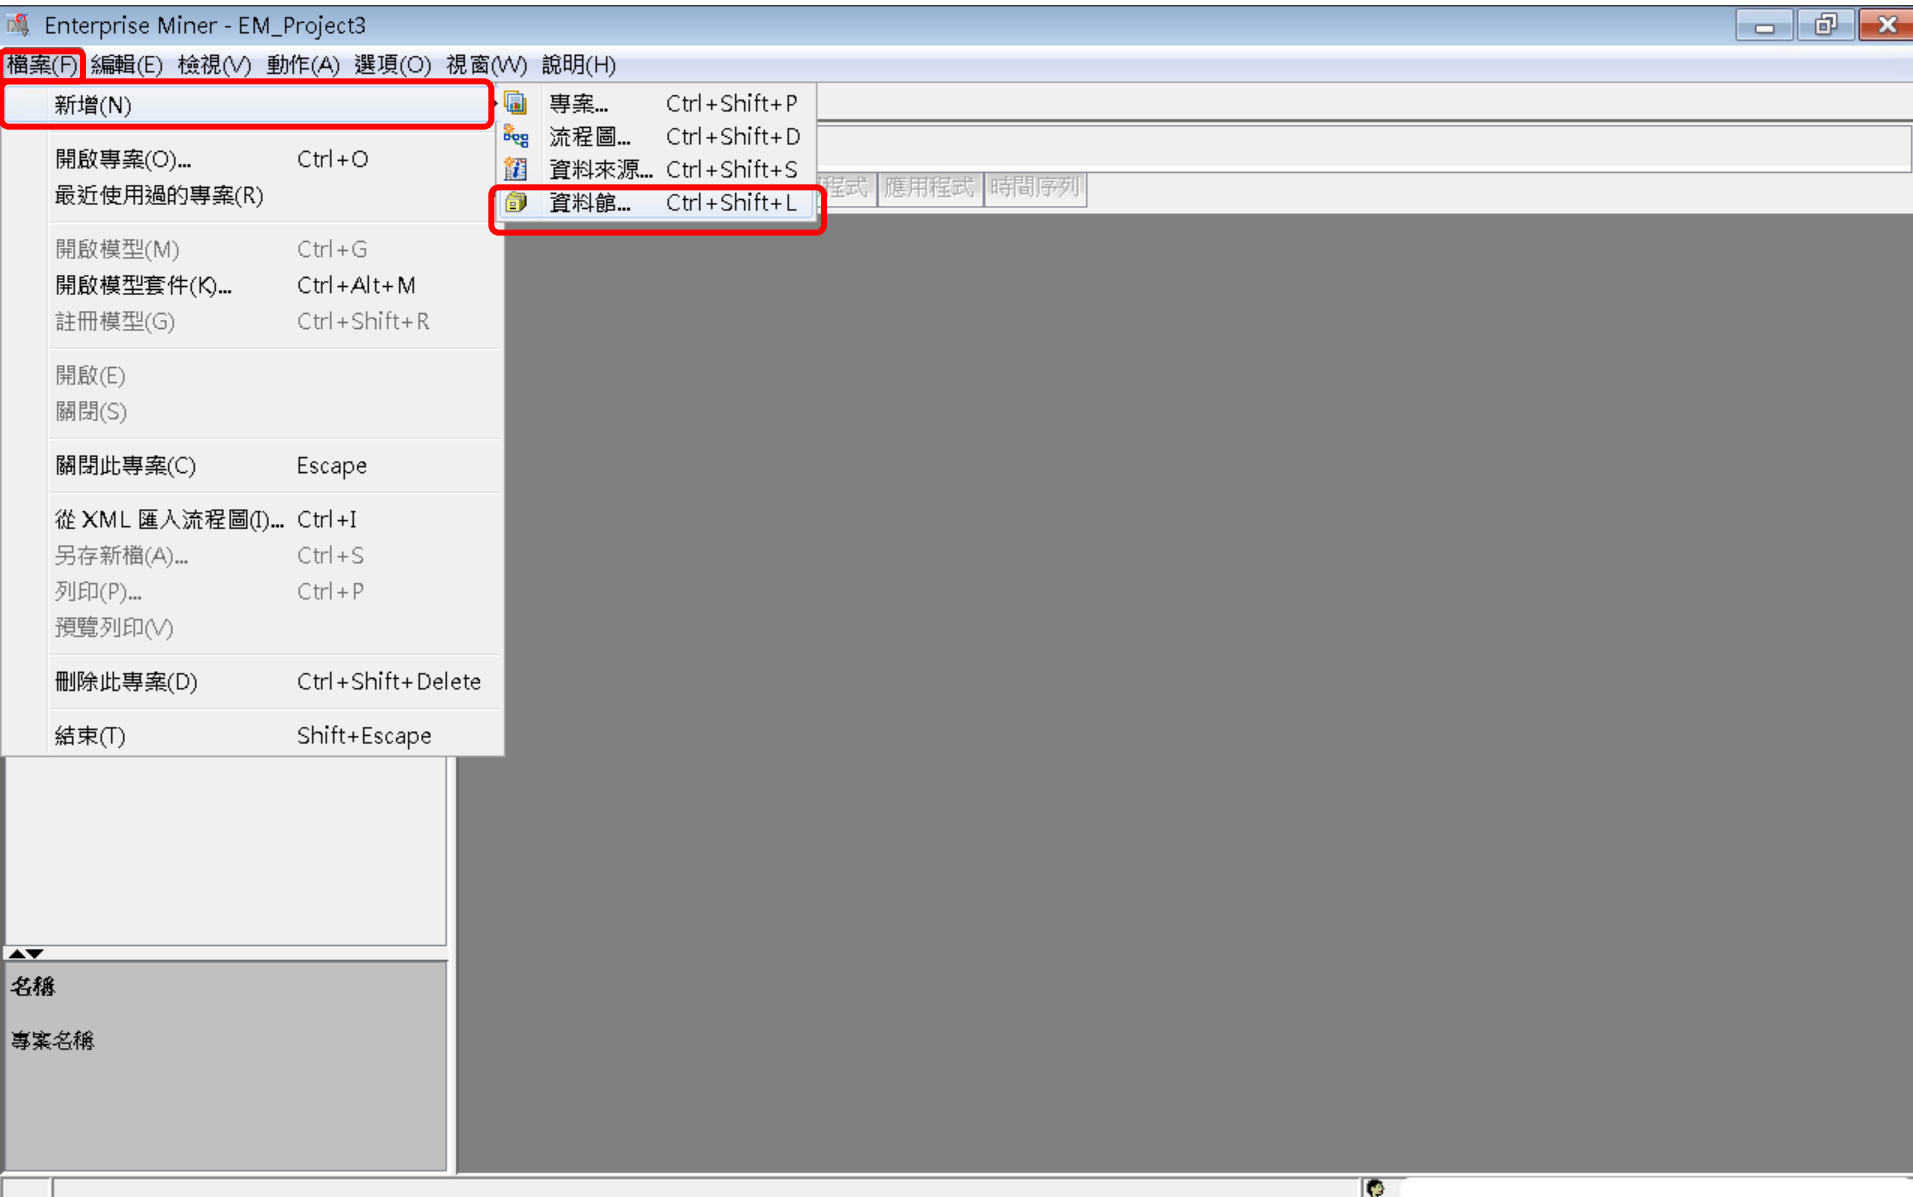 Enterprise Miner - EM_Project3
檔案(F) 編輯(E) 檢視(V) 動作(A) 選項(O) 視窗(W) 說明(H)
新增(N)
專案... Ctrl+Shift+P
流程圖... Ctrl+Shift+D
資料來源... Ctrl+Shift+S
資料館... Ctrl+Shift+L
程式 應用程式 時間序列
開啟專案(O)... Ctrl+O
最近使用過的專案(R)
開啟模型(M) Ctrl+G
開啟模型套件(K)... Ctrl+Alt+M
註冊模型(G) Ctrl+Shift+R
開啟(E)
關閉(S)
關閉此專案(C) Escape
從 XML 匯入流程圖(I)... Ctrl+I
另存新檔(A)... Ctrl+S
列印(P)... Ctrl+P
預覽列印(V)
刪除此專案(D) Ctrl+Shift+Delete
結束(T) Shift+Escape
名稱
專案名稱